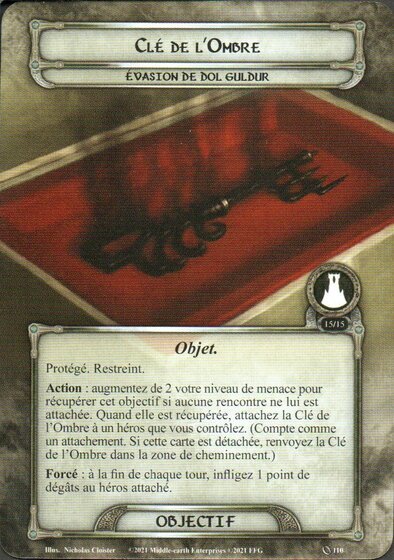 Clé de l'Ombre
Évasion de Dol Guldur
15/15
Objet.
Protégé. Restreint.
Action : augmentez de 2 votre niveau de menace pour
récupérer cet objectif si aucune rencontre ne lui est
attachée. Quand elle est récupérée, attachez la Clé de
l'Ombre à un héros que vous contrôlez. (Compte comme
un attachement. Si cette carte est détachée, renvoyez la Clé
de l'Ombre dans la zone de cheminement.)
Forcé : à la fin de chaque tour, infligez 1 point de
dégâts au héros attaché.
Objectif
Illus. Nicholas Cloister ©2021 Middle-earth Enterprises ©2021 FFG 110